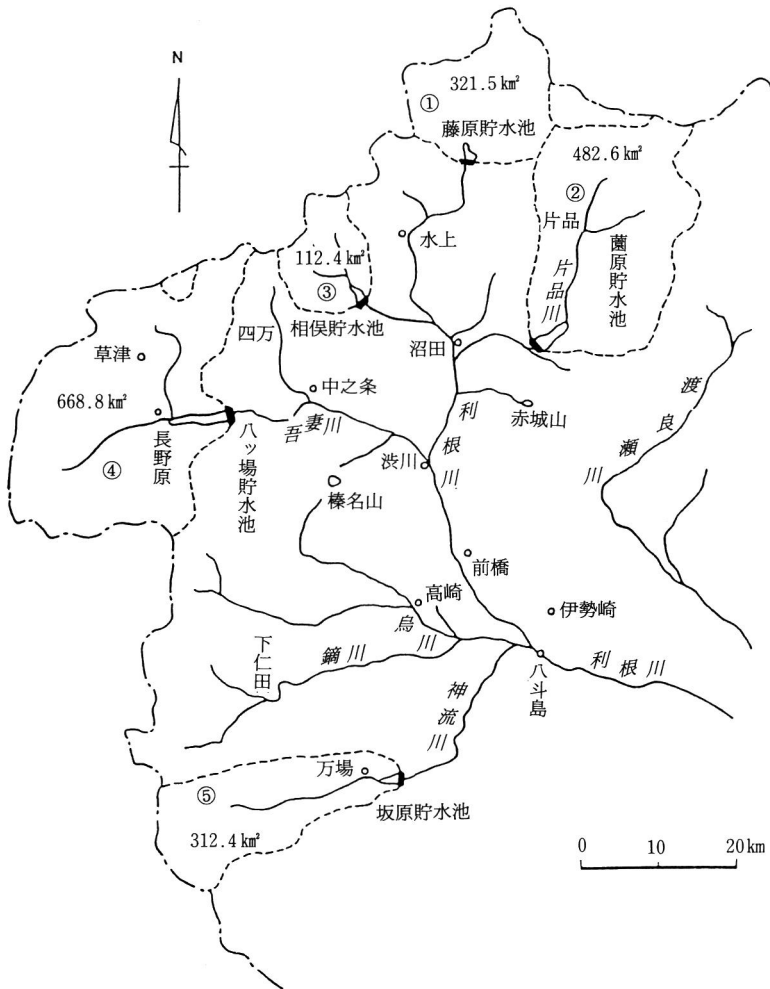 N
①
321.5㎢
藤原貯水池
482.6㎢
②
片品
片品川
薗原貯水池
水上
112.4㎢
③
相俣貯水池
四万
沼田
草津
中之条
668.8㎢
長野原
④
八ッ場貯水池
吾妻川
利根川
赤城山
渡良瀬川
渋川
榛名山
前橋
高崎
伊勢崎
烏川
鏑川
下仁田
八斗島
利根川
神流川
万場
⑤
坂原貯水池
312.4㎢
0 10 20km